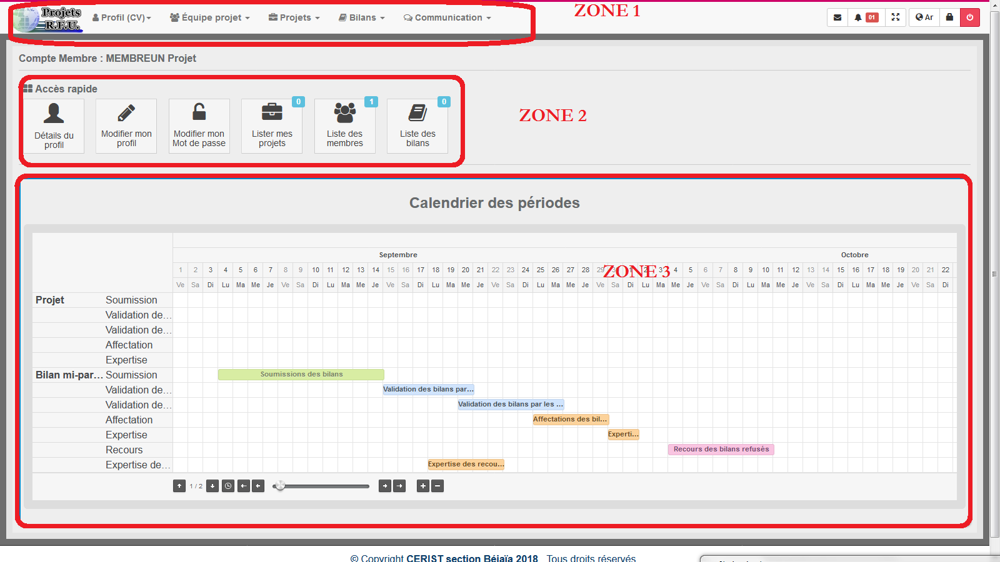 Projets
R.F.U.
Profil (CV)
Équipe projet
Projets
Bilans
Communication
ZONE 1
01
Ar
Compte Membre : MEMBREUN Projet
Accès rapide
ZONE 2
0
1
0
Détails du profil
Modifier mon profil
Modifier mon Mot de passe
Lister mes projets
Liste des membres
Liste des bilans
Calendrier des périodes
Septembre
Octobre
1 2 3 4 5 6 7 8 9 10 11 12 13 14 15 16 17 18 19 20 21 22 23 24 25 26 27 28 29 1 2 3 4 5 6 7 8 9 10 11 12 13 14 15 16 17 18 19 20 21 22
ZONE 3
Ve Sa Di Lu Ma Me Je Ve Sa Di Lu Ma Me Je Ve Sa Di Lu Ma Me Je Ve Sa Di Lu Ma Me Je Ve Sa Di Lu Ma Me Je Ve Sa Di Lu Ma Me Je Ve Sa Di Lu Ma Me Je Ve Sa Di
Projet Soumission
Validation de...
Validation de...
Affectation
Expertise
Bilan mi-par... Soumission Soumissions des bilans
Validation de... Validation des bilans par...
Validation de... Validation des bilans par les ...
Affectation Affectations des bil...
Expertise Experti...
Recours Recours des bilans refusés
Expertise de... Expertise des recou...
1 / 2
© Copyright CERIST section Béjaïa 2018 Tous droits réservés